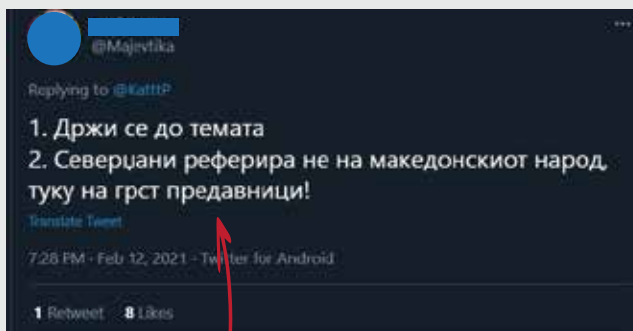 @Majevtika
Replying to @KatttP
1. Држи се до темата
2. Северџани реферира не на македонскиот народ,
туку на грст предавници!
Translate Tweet
7:28 PM · Feb 12, 2021 · Twitter for Android
1 Retweet 8 Likes